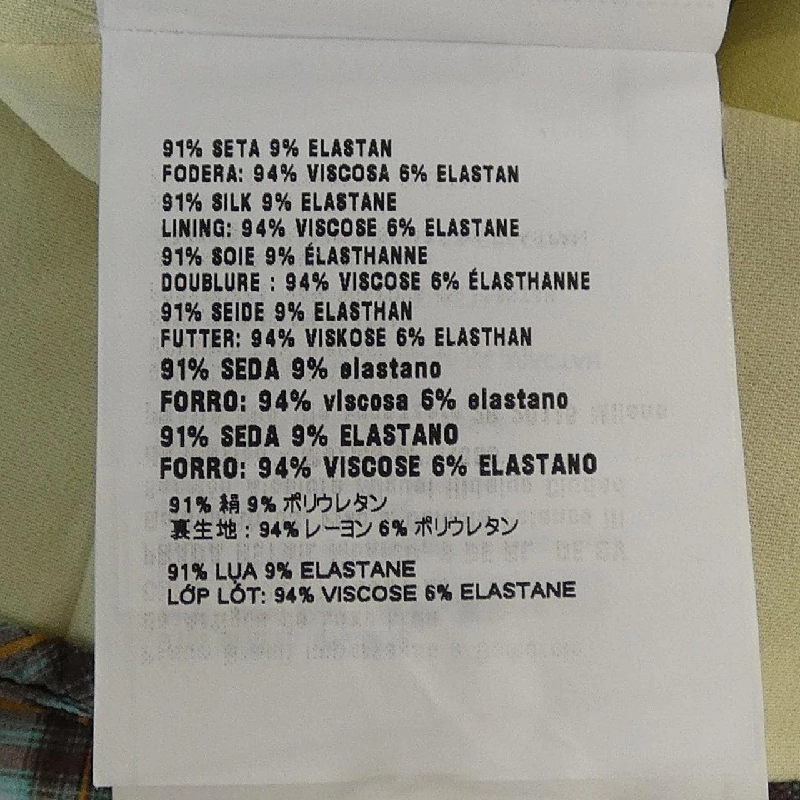 91% SETA 9% ELASTAN
FODERA: 94% VISCOSA 6% ELASTAN
91% SILK 9% ELASTANE
LINING: 94% VISCOSE 6% ELASTANE
91% SOIE 9% ÉLASTHANNE
DOUBLURE : 94% VISCOSE 6% ÉLASTHANNE
91% SEIDE 9% ELASTHAN
FUTTER: 94% VISKOSE 6% ELASTHAN
91% SEDA 9% elastano
FORRO: 94% viscosa 6% elastano
91% SEDA 9% ELASTANO
FORRO: 94% VISCOSE 6% ELASTANO
91% 絹 9% ポリウレタン
裏生地 : 94% レーヨン 6% ポリウレタン
91% LỤA 9% ELASTANE
LỚP LÓT: 94% VISCOSE 6% ELASTANE